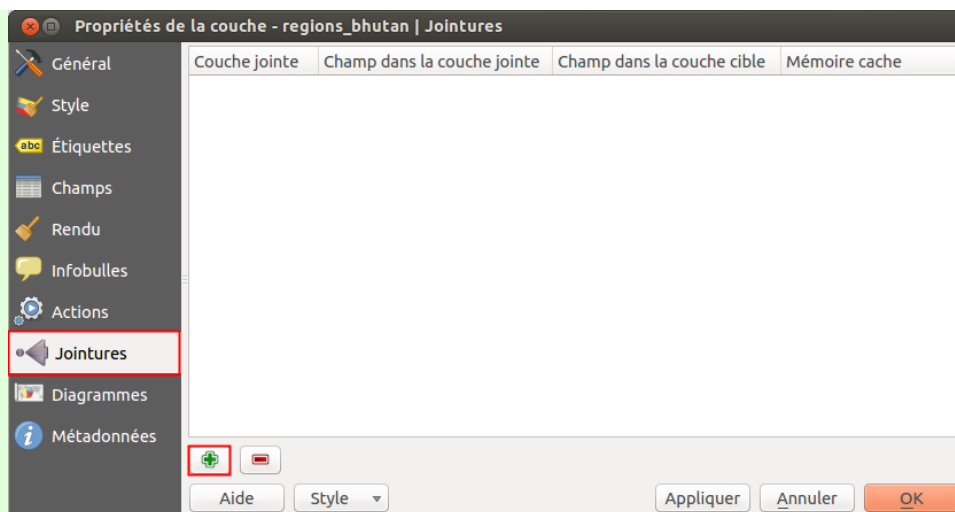 Propriétés de la couche - regions_bhutan | Jointures
Général
Style
abc Étiquettes
Champs
Rendu
Infobulles
Actions
Jointures
Diagrammes
Métadonnées
Couche jointe Champ dans la couche jointe Champ dans la couche cible Mémoire cache
Aide Style Appliquer Annuler OK